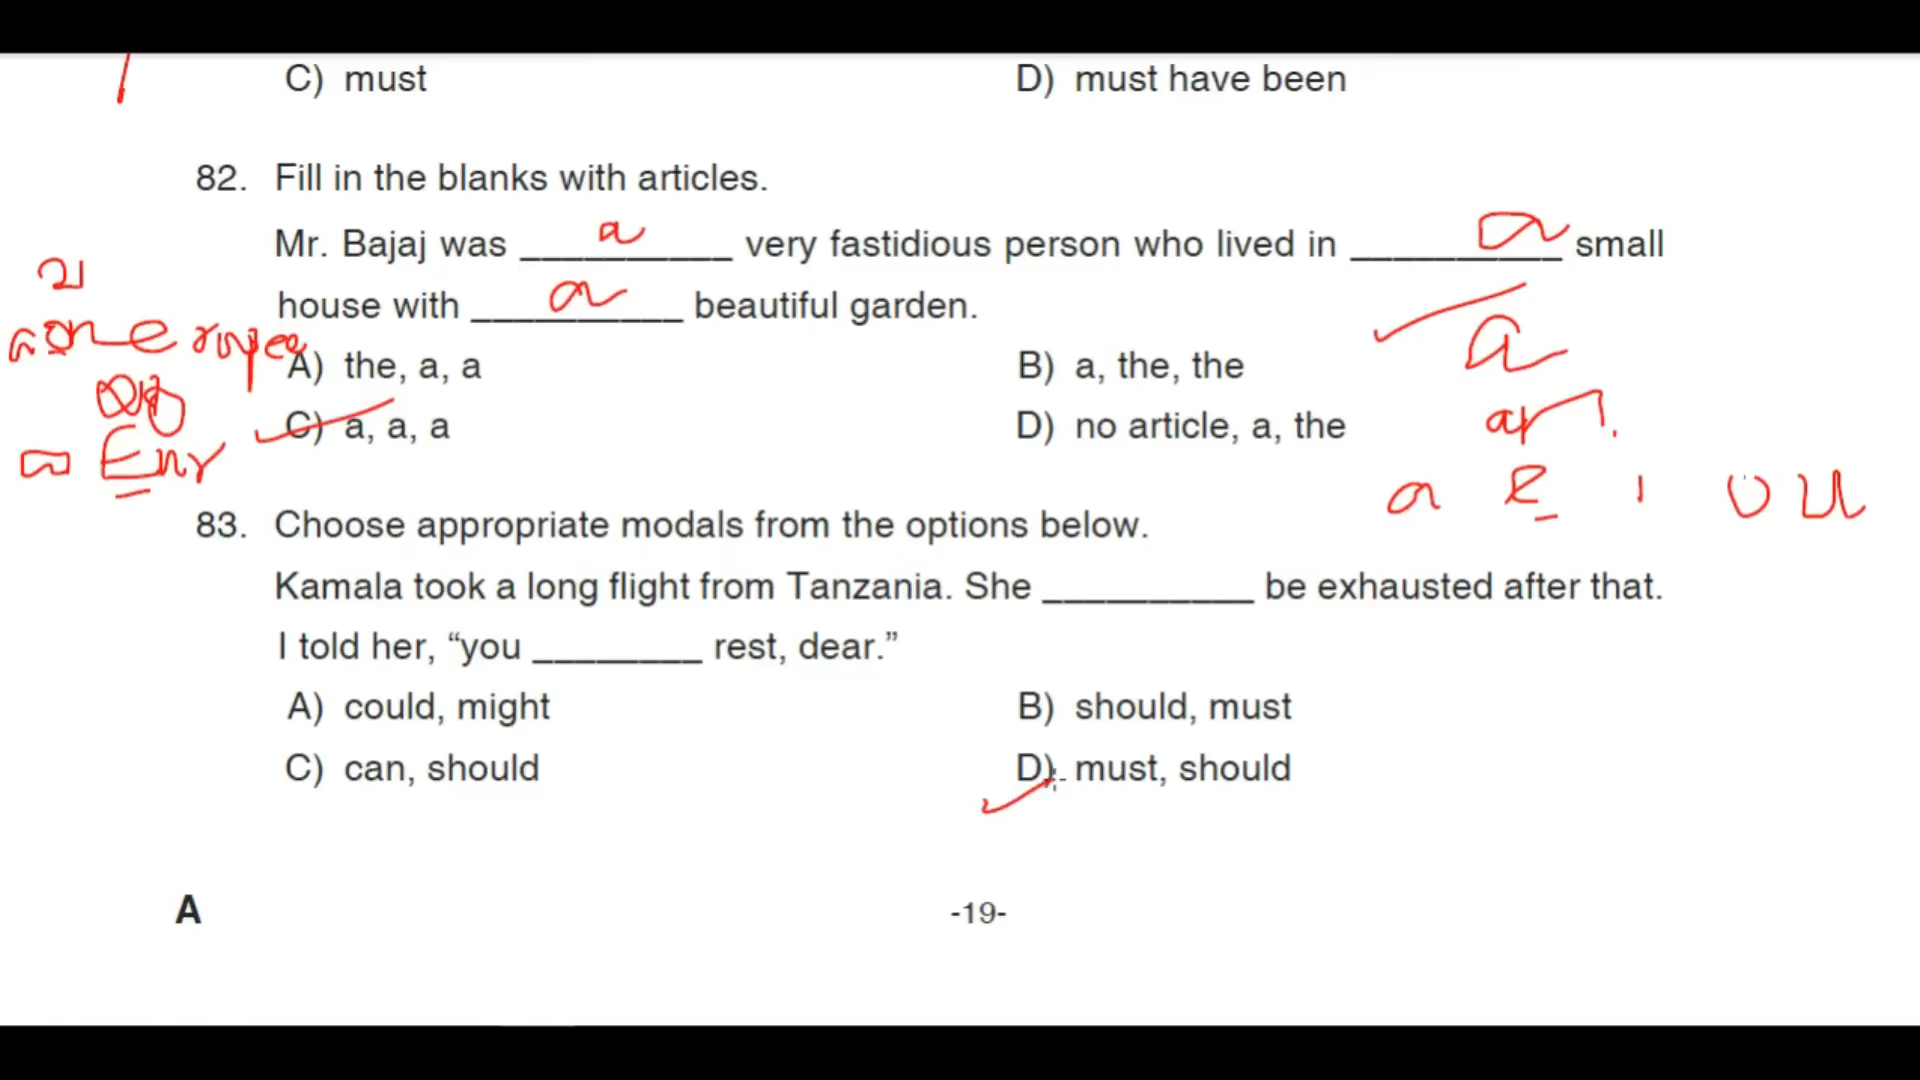 C) must D) must have been
82. Fill in the blanks with articles.
Mr. Bajaj was a very fastidious person who lived in a small
house with a beautiful garden.
a one rupee
A) the, a, a B) a, the, the
a
C) a, a, a D) no article, a, the
83. Choose appropriate modals from the options below.
a E i o u
Kamala took a long flight from Tanzania. She __________ be exhausted after that.
I told her, “you ________ rest, dear.”
A) could, might B) should, must
C) can, should D) must, should
A -19-